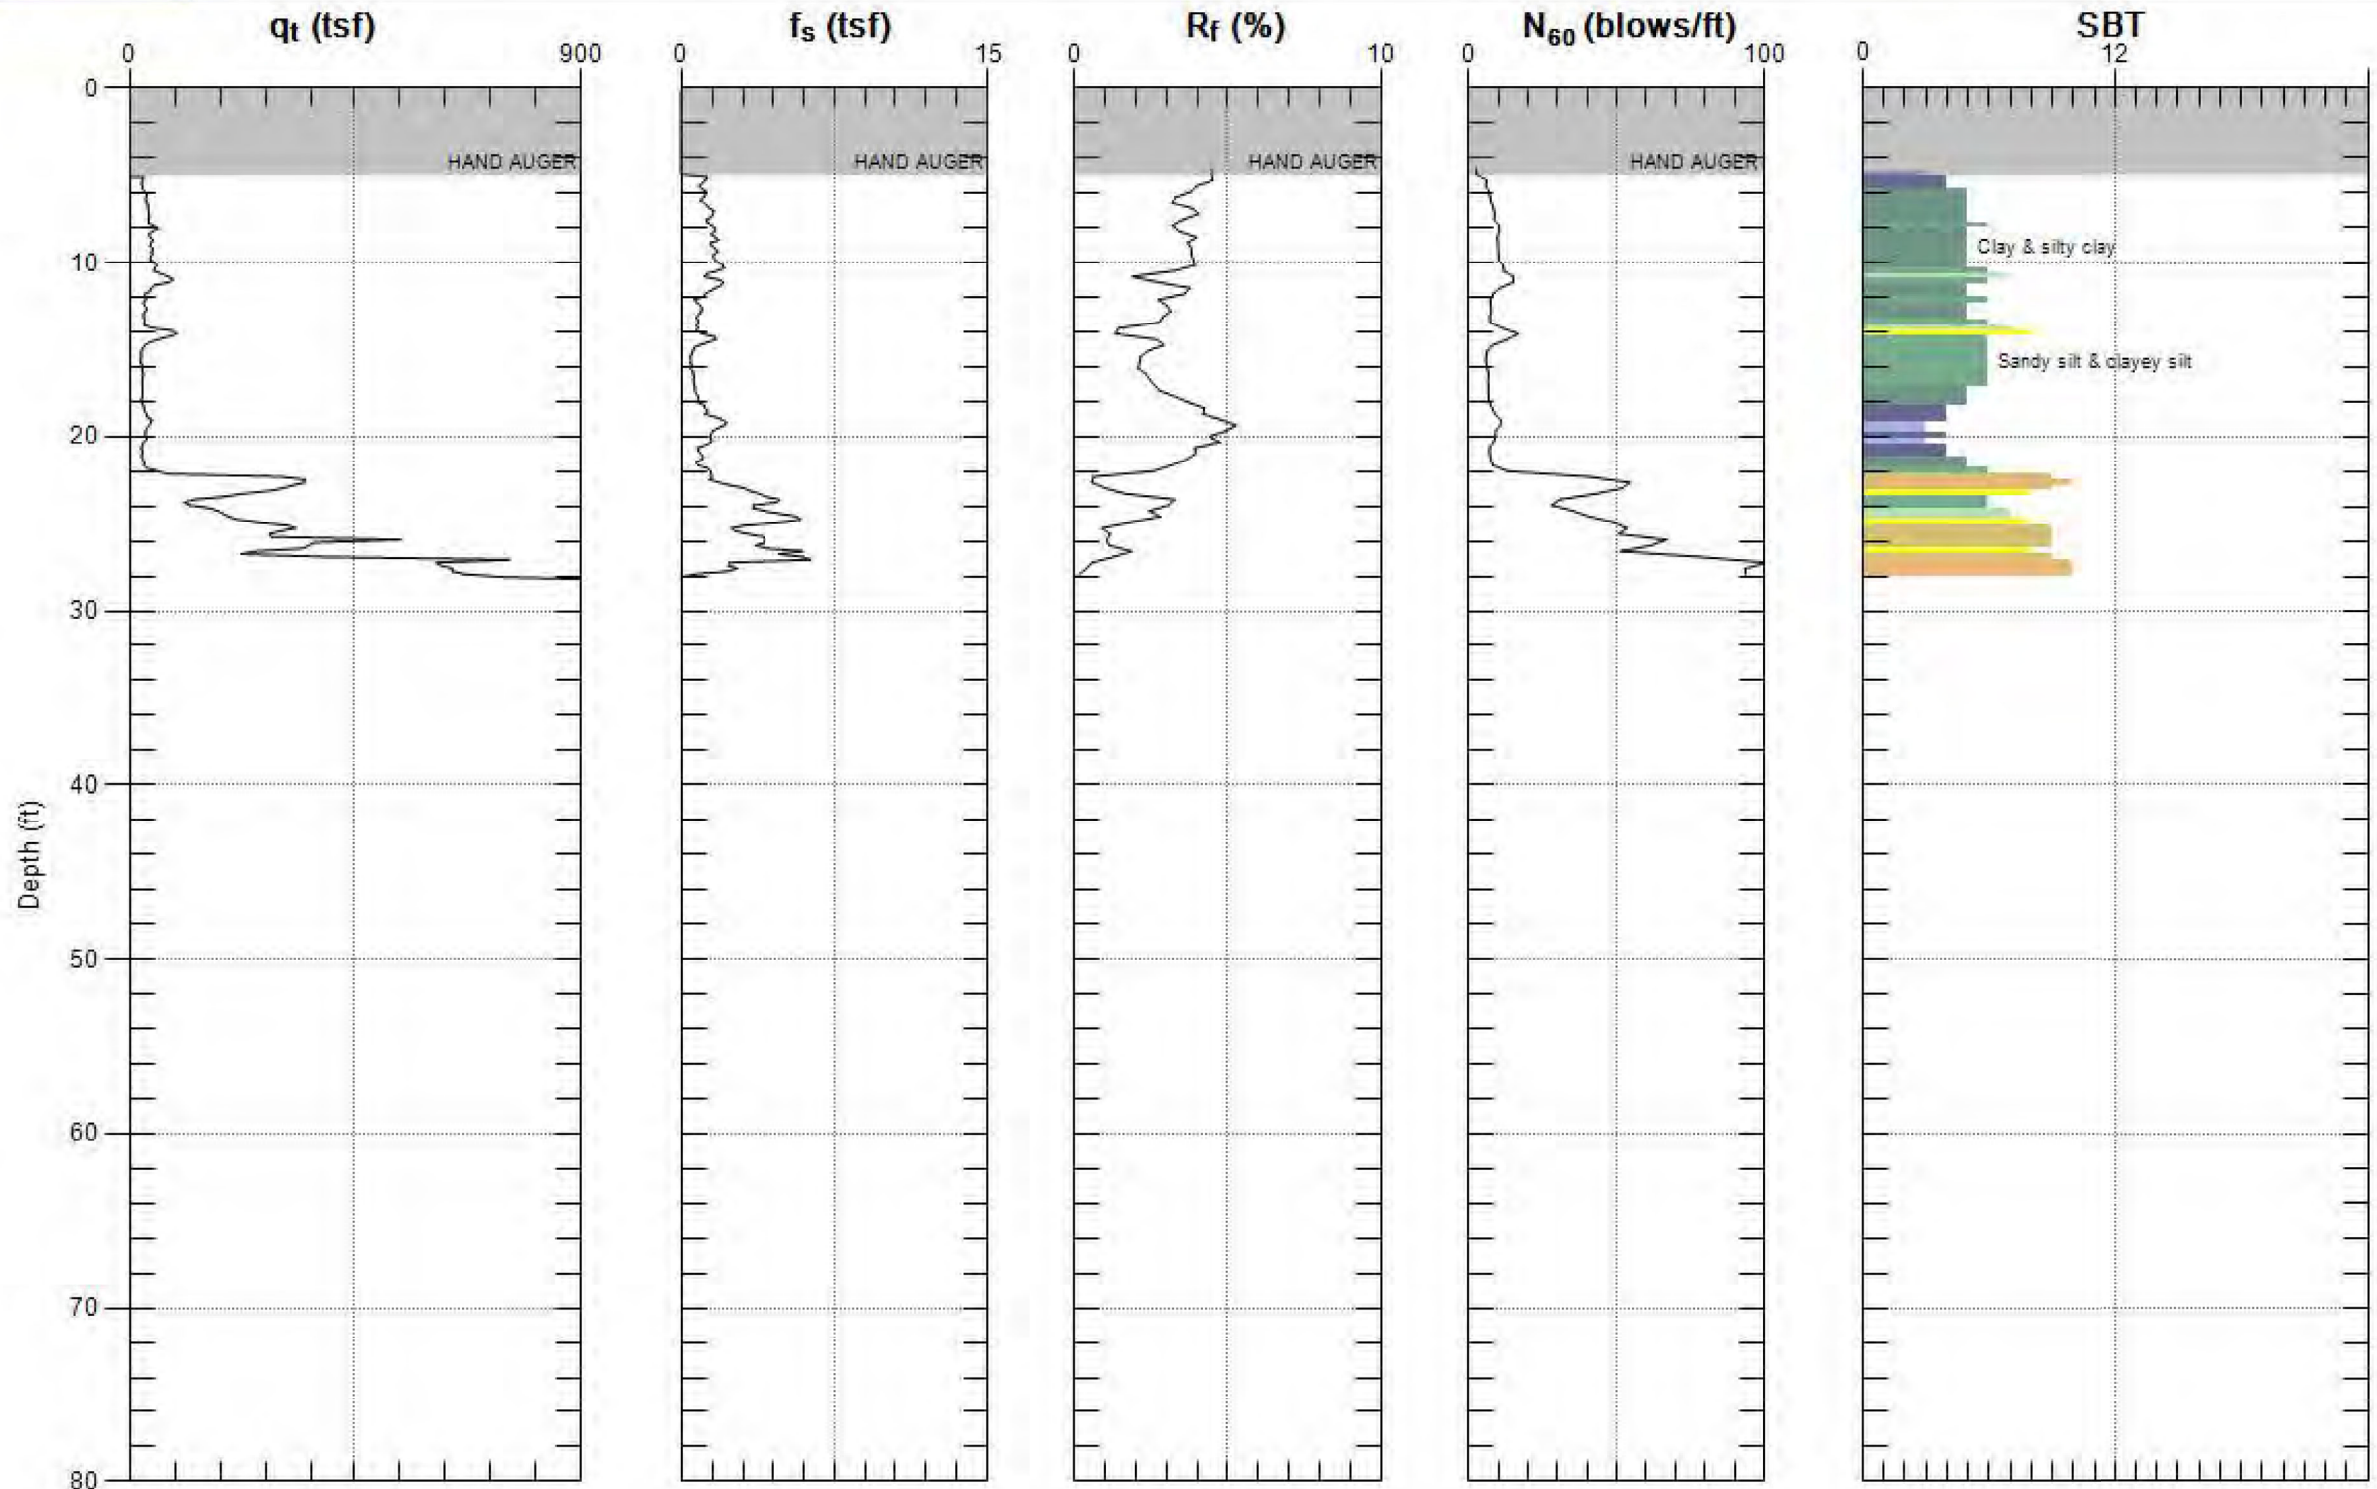 qt (tsf) fs (tsf) Rf (%) N60 (blows/ft) SBT
0 900 0 15 0 10 0 100 0 12
0
HAND AUGER HAND AUGER HAND AUGER HAND AUGER
Clay & silty clay
10
Sandy silt & clayey silt
20
30
40
Depth (ft)
50
60
70
80